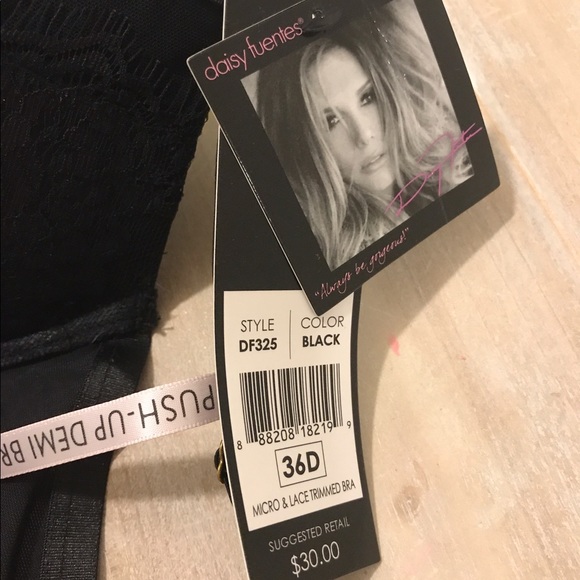 daisy fuentes®
"Always be gorgeous!"
STYLE
DF325
COLOR
BLACK
8 88208 18219 9
36D
MICRO & LACE TRIMMED BRA
SUGGESTED RETAIL
$30.00
PUSH-UP DEMI BR